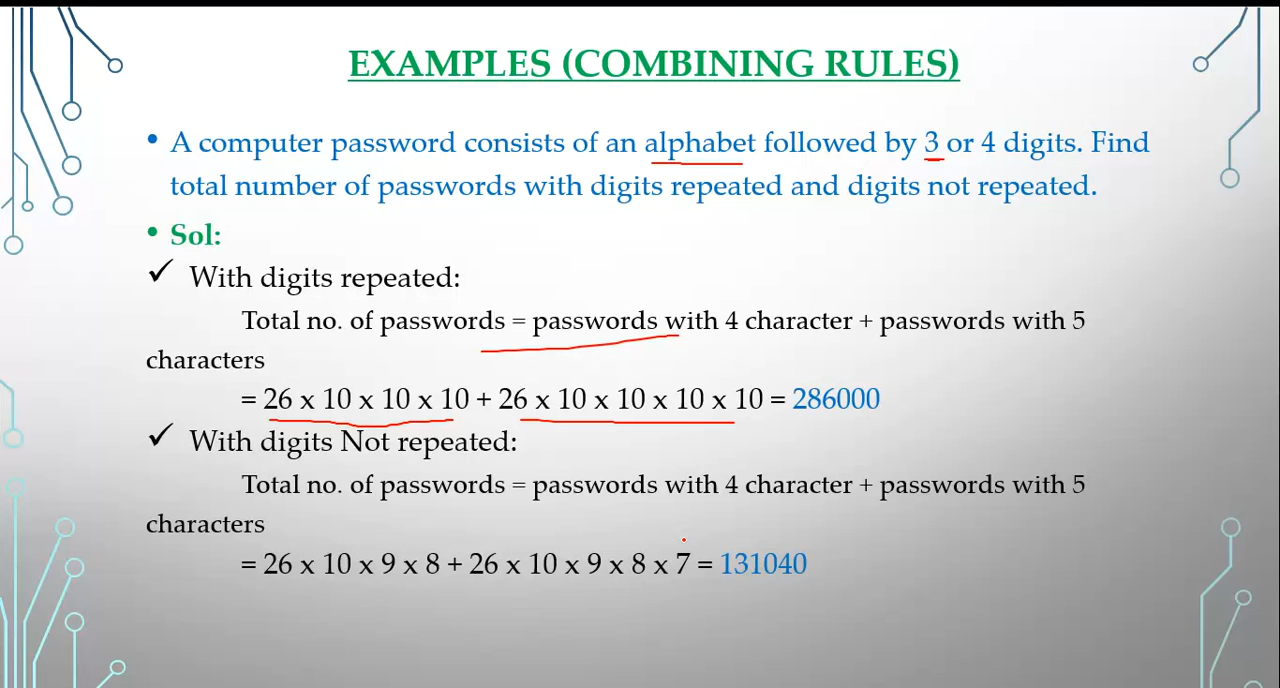 EXAMPLES (COMBINING RULES)
• A computer password consists of an alphabet followed by 3 or 4 digits. Find
total number of passwords with digits repeated and digits not repeated.
• Sol:
✓ With digits repeated:
Total no. of passwords = passwords with 4 character + passwords with 5
characters
= 26 x 10 x 10 x 10 + 26 x 10 x 10 x 10 x 10 = 286000
✓ With digits Not repeated:
Total no. of passwords = passwords with 4 character + passwords with 5
characters
= 26 x 10 x 9 x 8 + 26 x 10 x 9 x 8 x 7 = 131040